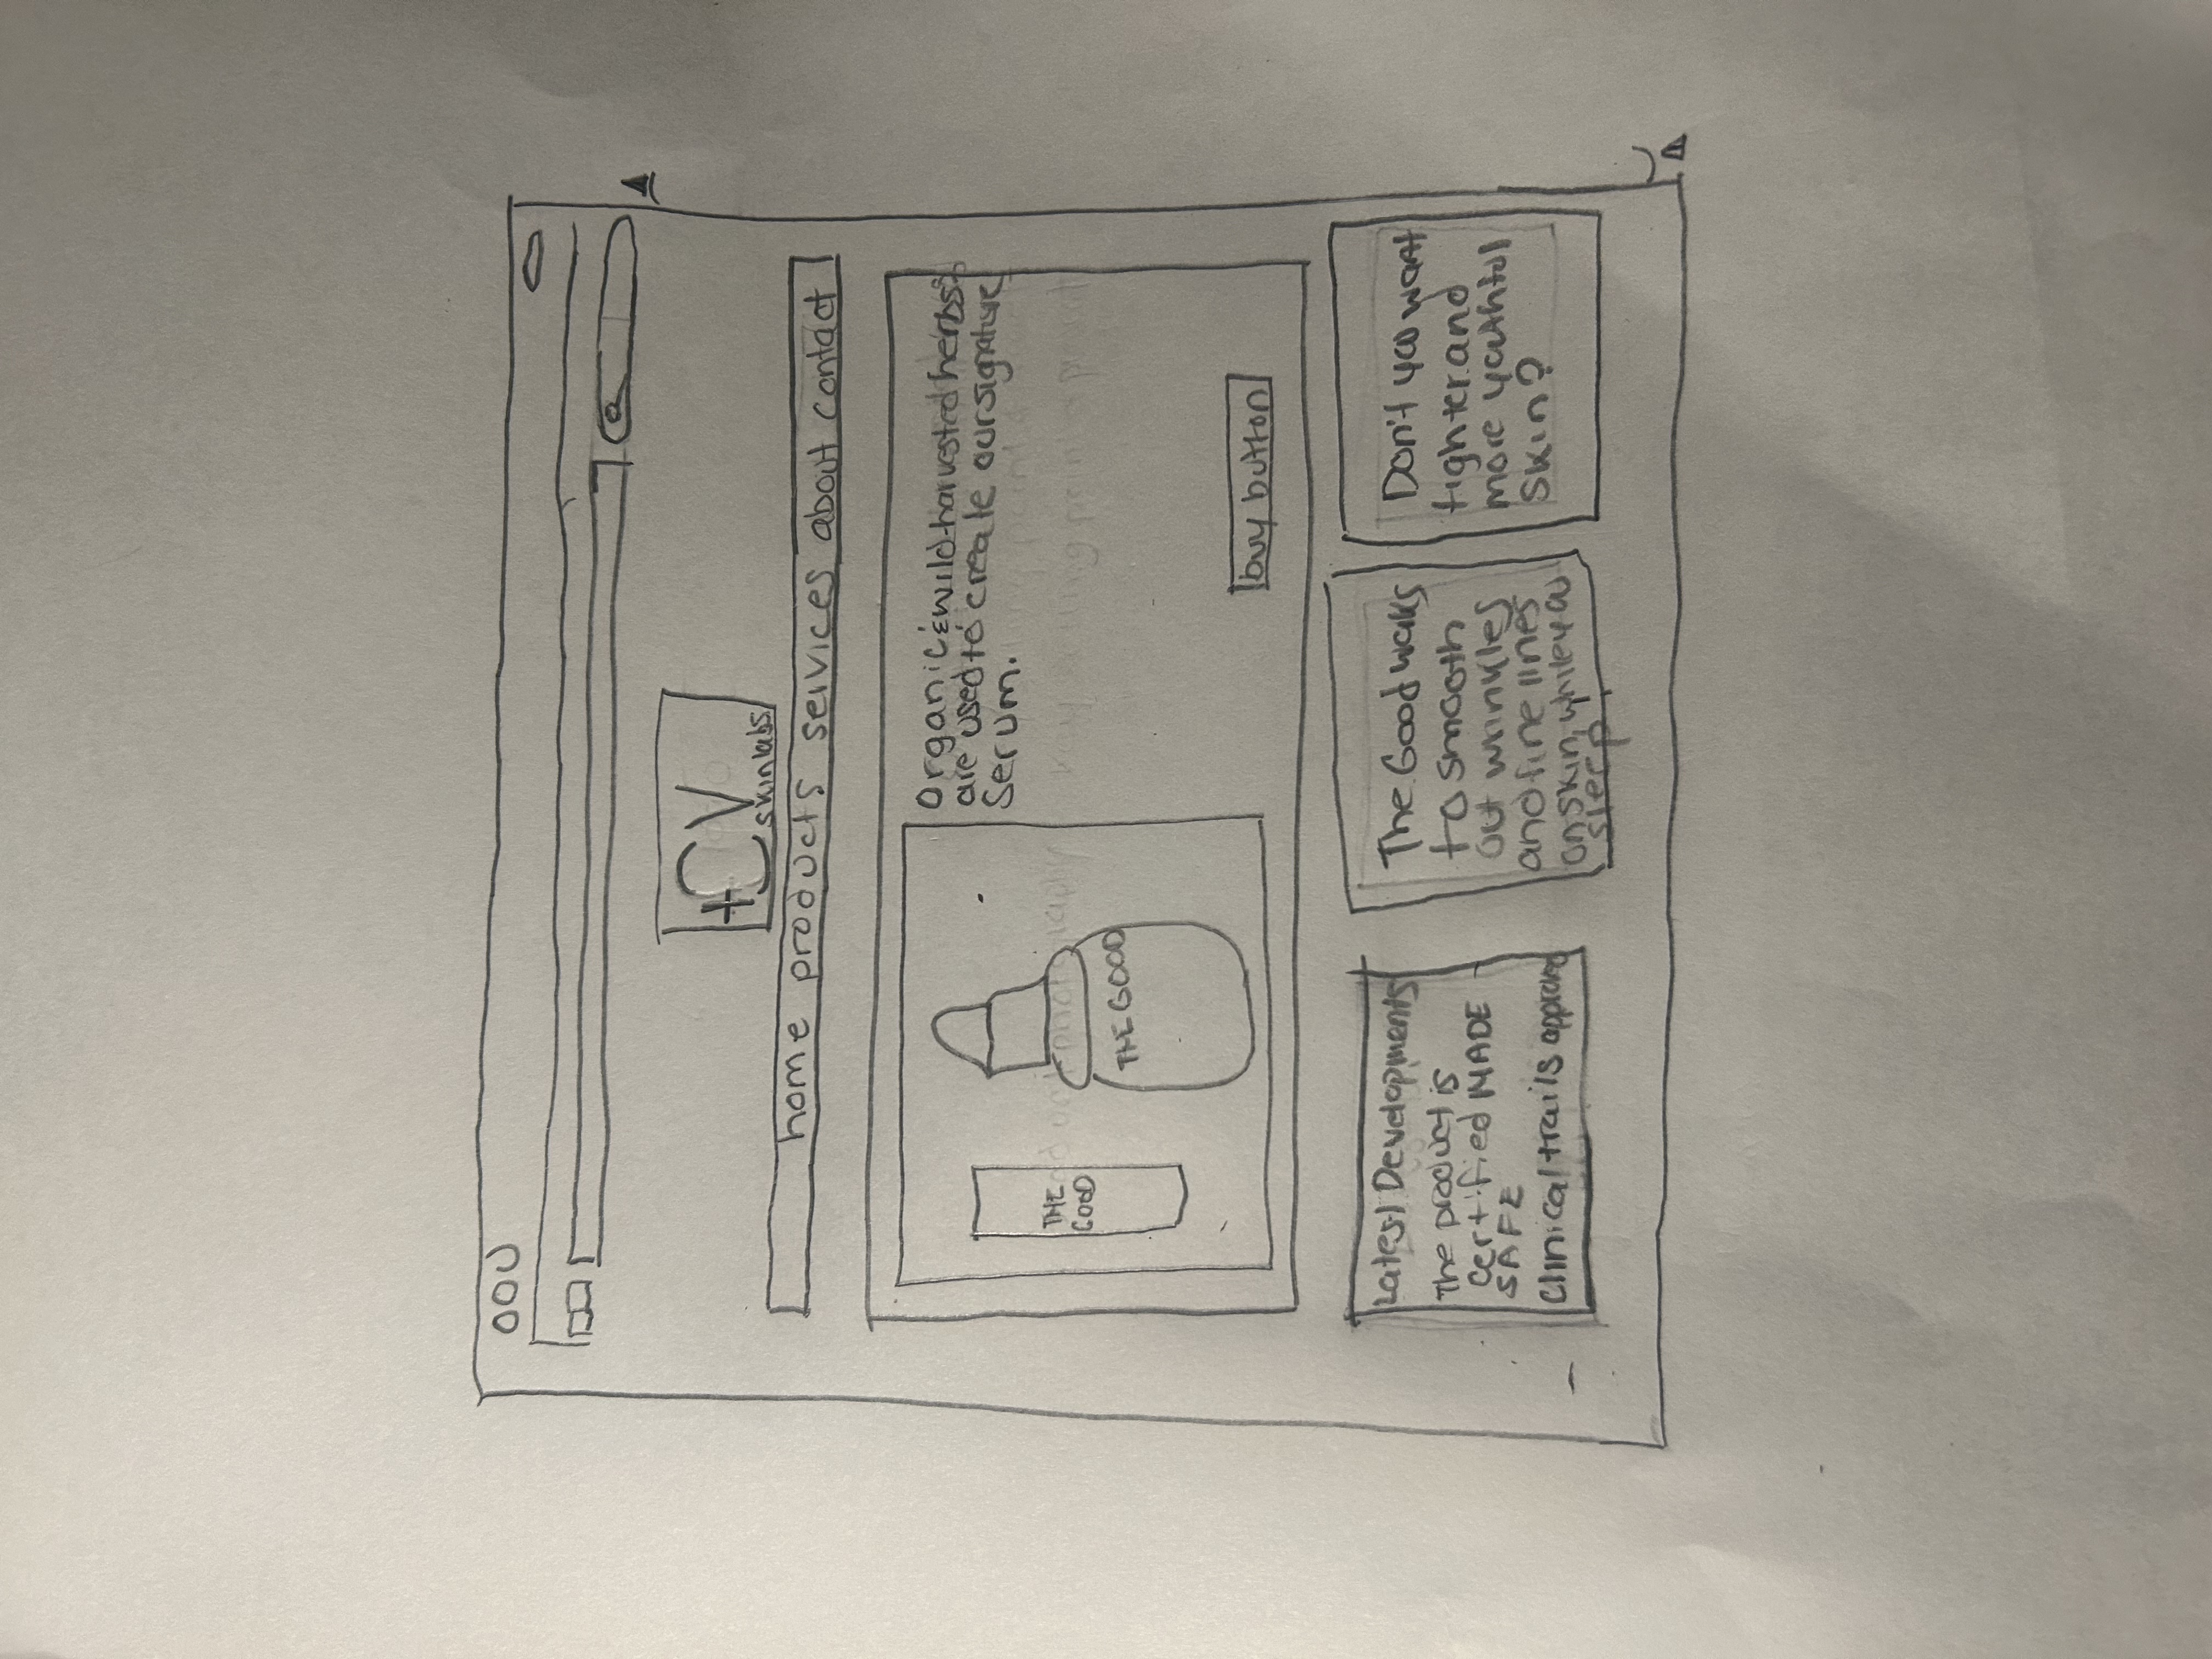 +CV
skinlabs
home products services about contact
Organic & wild-harvested herbs
are used to create our signature
serum.
THE
GOOD
THE GOOD
buy button
Latest Developments
The product is
certified MADE
SAFE
Clinical trails approved
The Good works
to smooth
out wrinkles
and fine lines
on skin, while you
sleep.
Don't you want
tighter and
more youthful
skin?